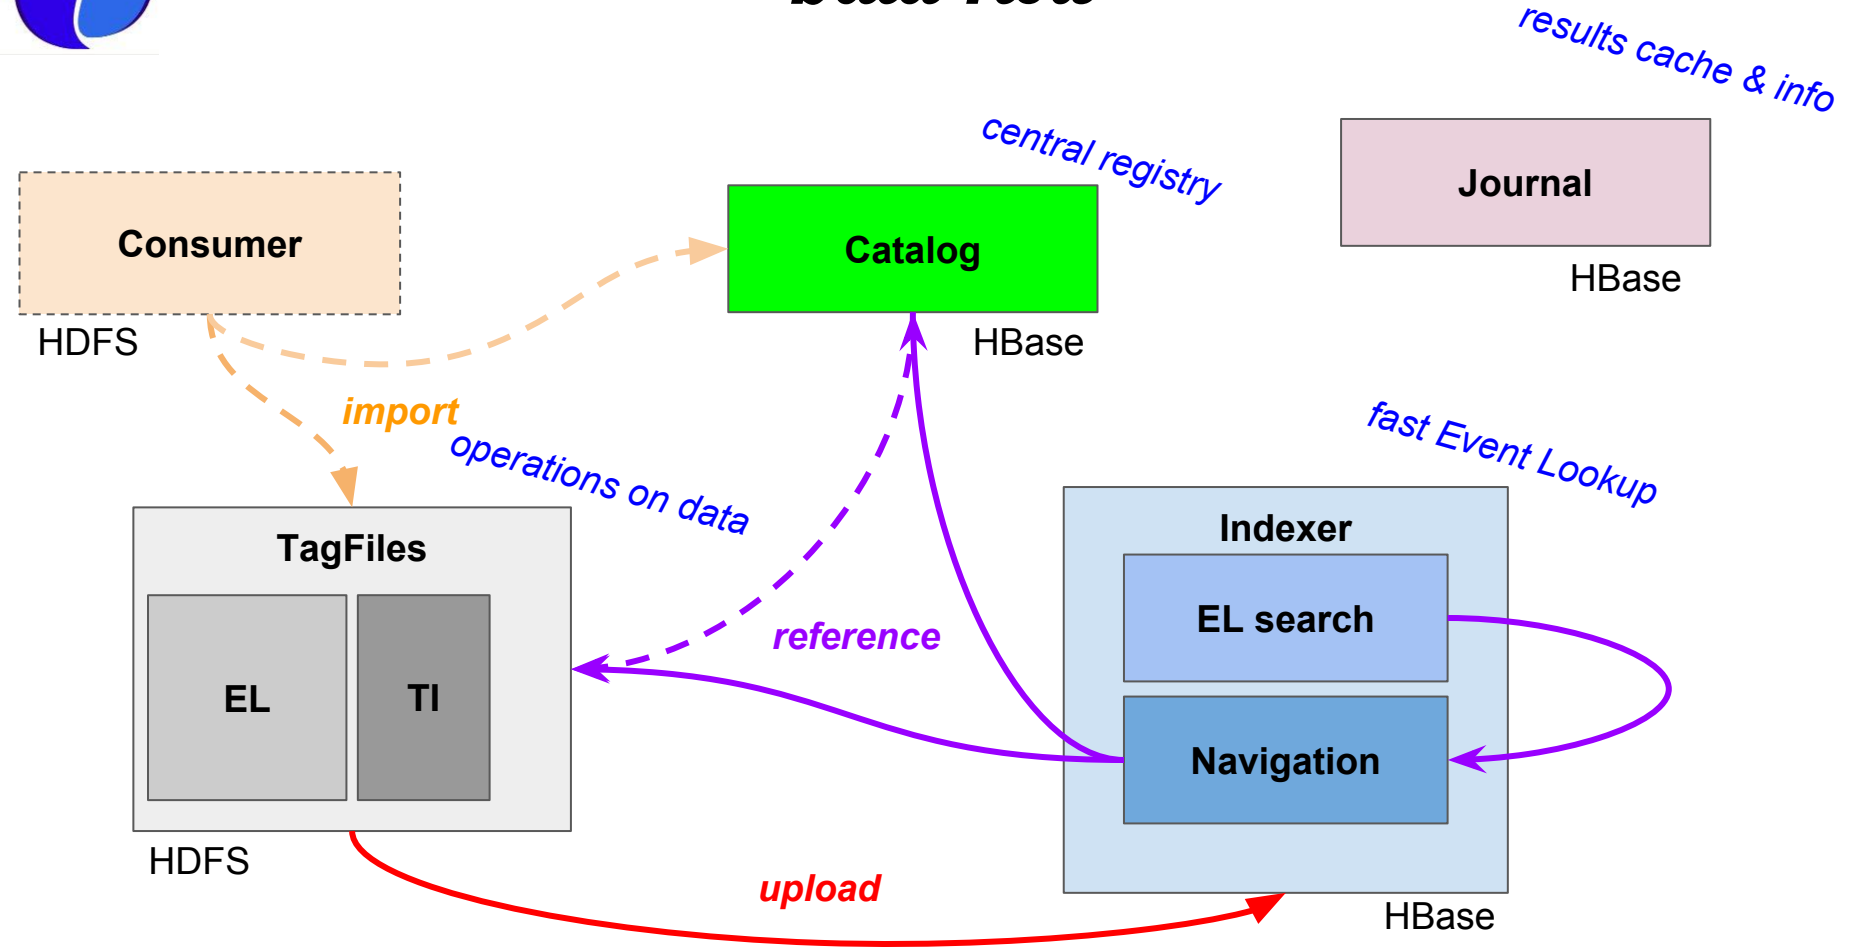 results cache & info
central registry
Journal
Consumer
Catalog
HBase
HDFS
HBase
import
operations on data
fast Event Lookup
TagFiles
Indexer
EL search
reference
EL
TI
Navigation
HDFS
upload
HBase